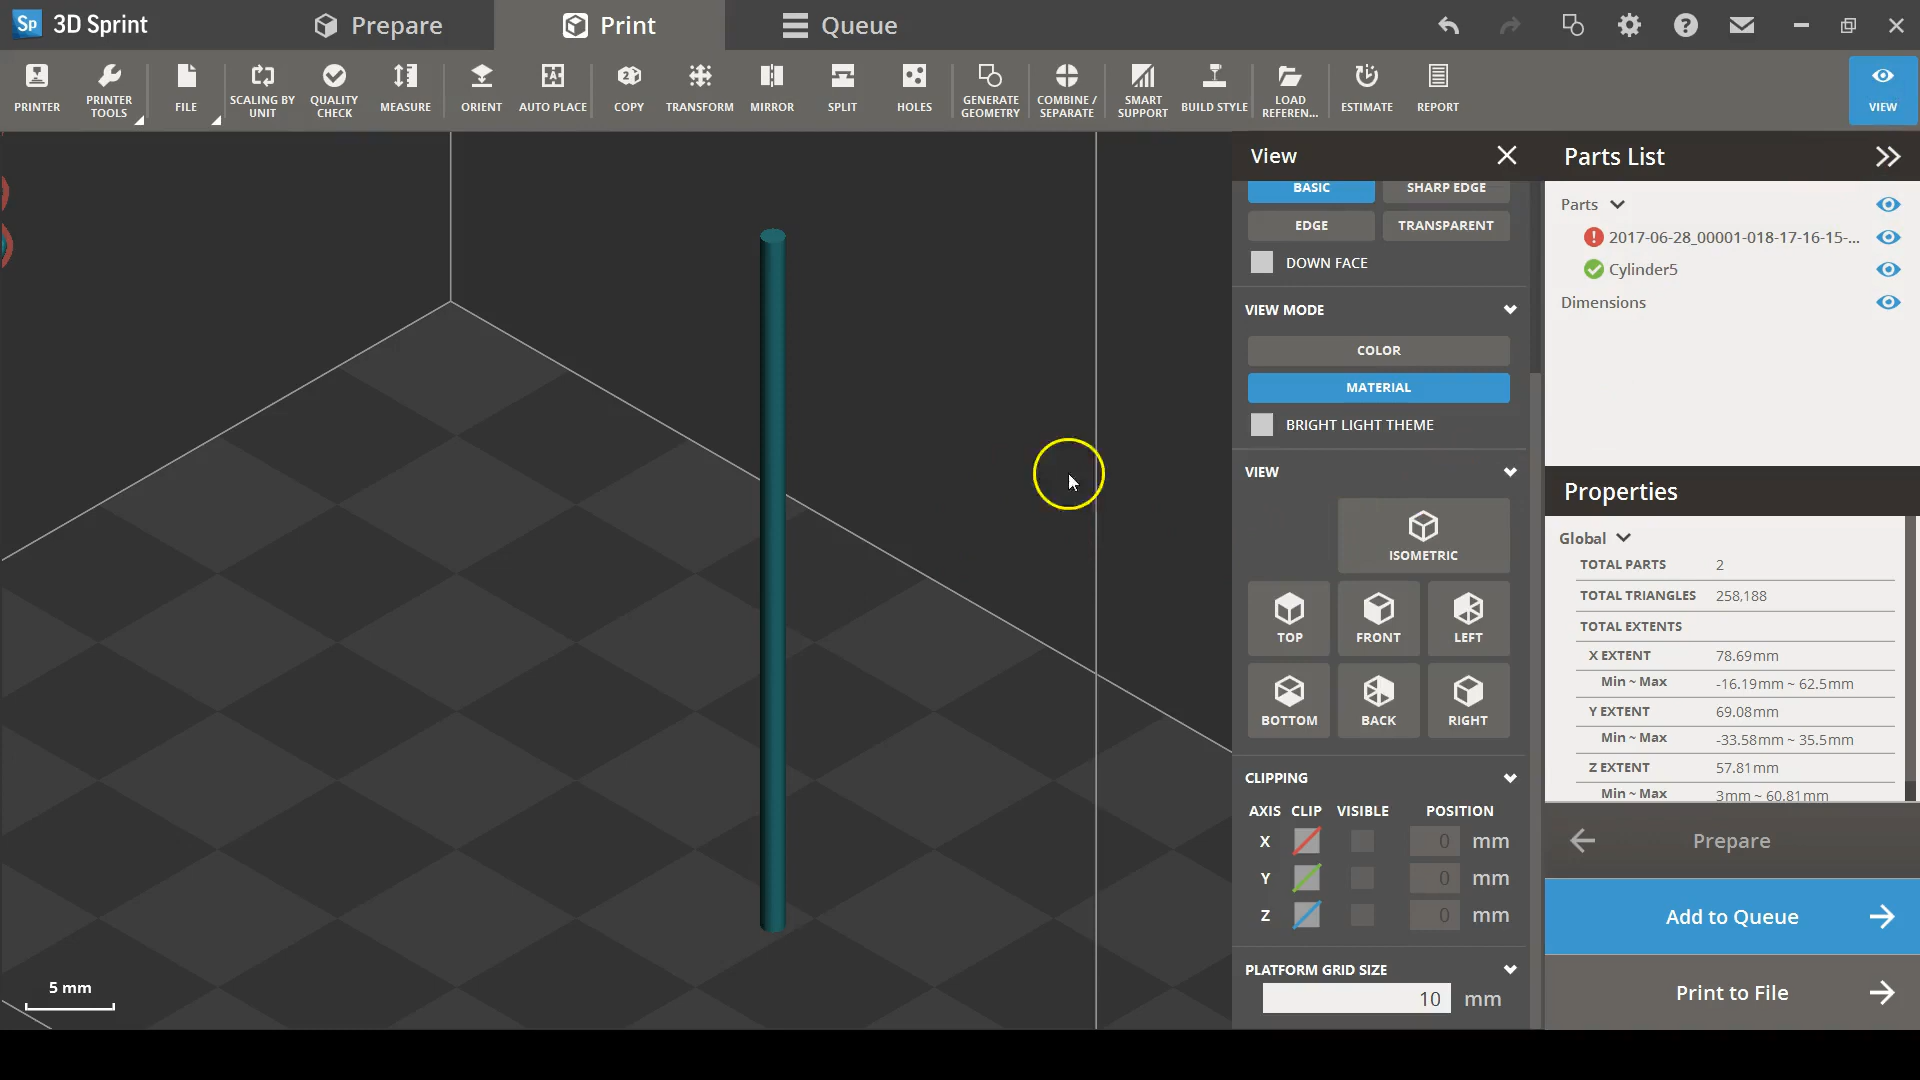 Sp 3D Sprint
Prepare
Print
Queue
PRINTER
PRINTER TOOLS
FILE
SCALING BY UNIT
QUALITY CHECK
MEASURE
ORIENT
AUTO PLACE
COPY
TRANSFORM
MIRROR
SPLIT
HOLES
GENERATE GEOMETRY
COMBINE / SEPARATE
SMART SUPPORT
BUILD STYLE
LOAD REFEREN...
ESTIMATE
REPORT
VIEW
View
BASIC
SHARP EDGE
EDGE
TRANSPARENT
DOWN FACE
VIEW MODE
COLOR
MATERIAL
BRIGHT LIGHT THEME
VIEW
ISOMETRIC
TOP
FRONT
LEFT
BOTTOM
BACK
RIGHT
CLIPPING
AXIS CLIP VISIBLE POSITION
X 0 mm
Y 0 mm
Z 0 mm
PLATFORM GRID SIZE
10 mm
Parts List
Parts
2017-06-28_00001-018-17-16-15-...
Cylinder5
Dimensions
Properties
Global
TOTAL PARTS 2
TOTAL TRIANGLES 258,188
TOTAL EXTENTS
X EXTENT 78.69mm
Min ~ Max -16.19mm ~ 62.5mm
Y EXTENT 69.08mm
Min ~ Max -33.58mm ~ 35.5mm
Z EXTENT 57.81mm
Min ~ Max 3mm ~ 60.81mm
Prepare
Add to Queue
Print to File
5 mm